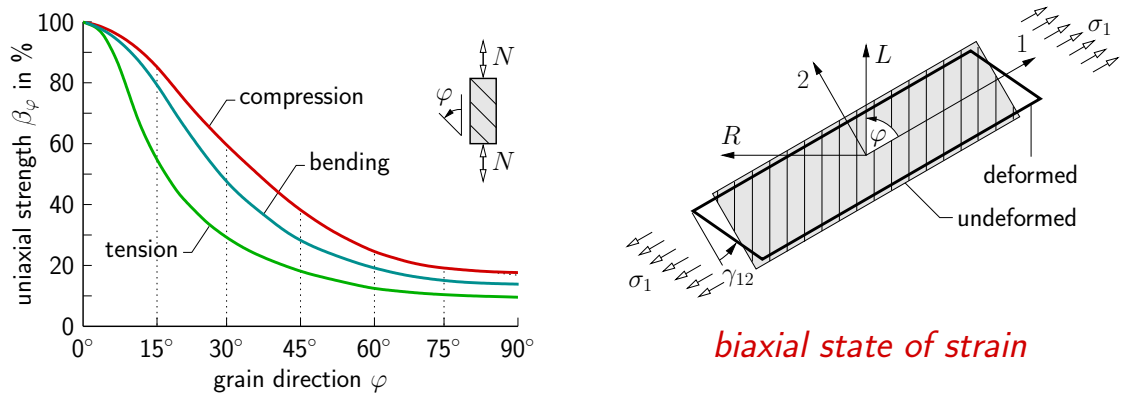 uniaxial strength βφ in %
100
80
60
40
20
0
0°
15°
30°
45°
60°
75°
90°
grain direction φ
compression
bending
tension
N
φ
N
σ1
1
L
2
φ
R
deformed
undeformed
σ1
γ12
biaxial state of strain